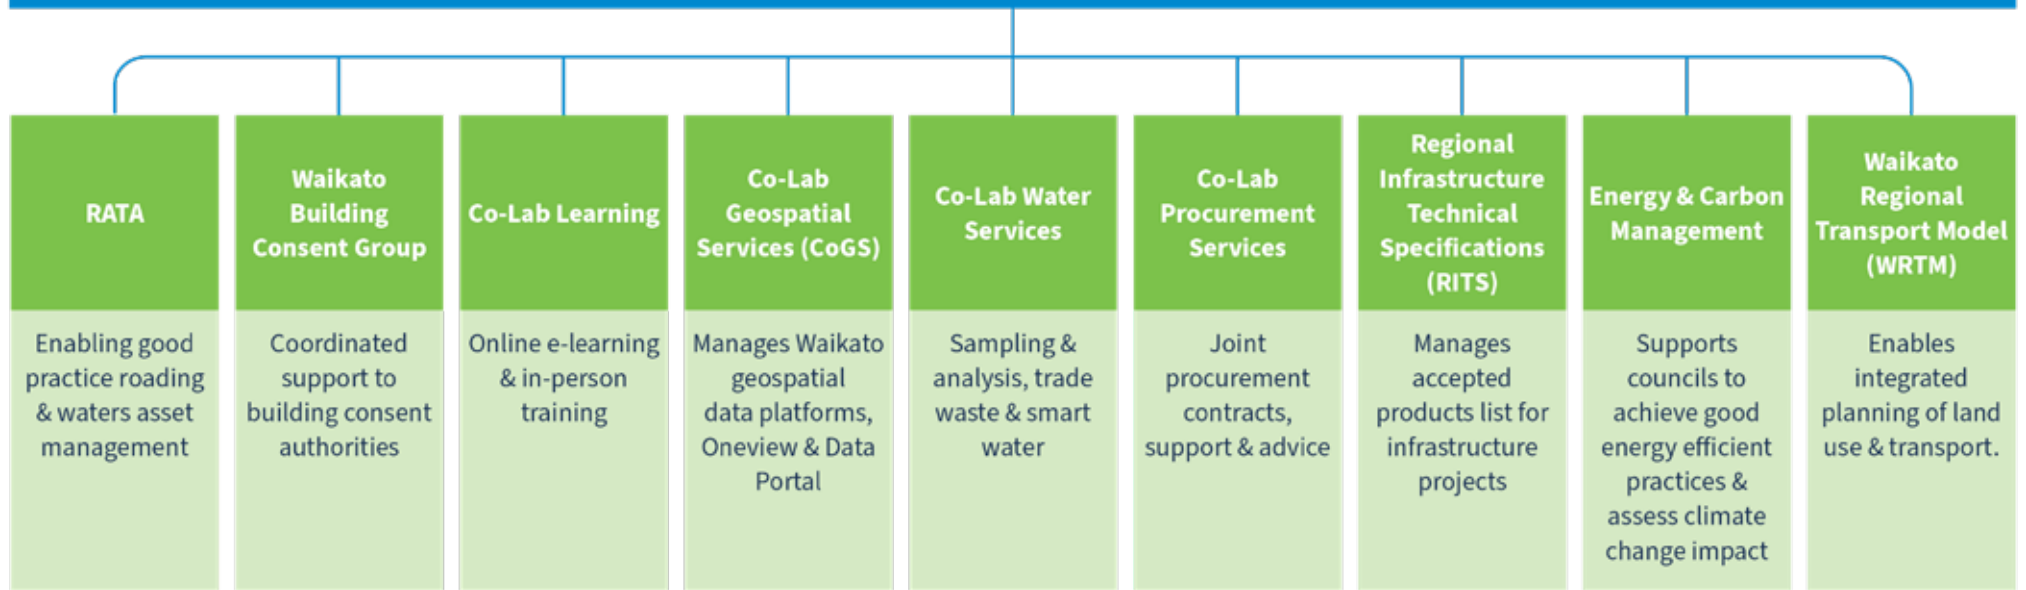 RATA
Enabling good
practice roading
& waters asset
management
Waikato
Building
Consent Group
Coordinated
support to
building consent
authorities
Co-Lab Learning
Online e-learning
& in-person
training
Co-Lab
Geospatial
Services (CoGS)
Manages Waikato
geospatial
data platforms,
Oneview & Data
Portal
Co-Lab Water
Services
Sampling &
analysis, trade
waste & smart
water
Co-Lab
Procurement
Services
Joint
procurement
contracts,
support & advice
Regional
Infrastructure
Technical
Specifications
(RITS)
Manages
accepted
products list for
infrastructure
projects
Energy & Carbon
Management
Supports
councils to
achieve good
energy efficient
practices &
assess climate
change impact
Waikato
Regional
Transport Model
(WRTM)
Enables
integrated
planning of land
use & transport.